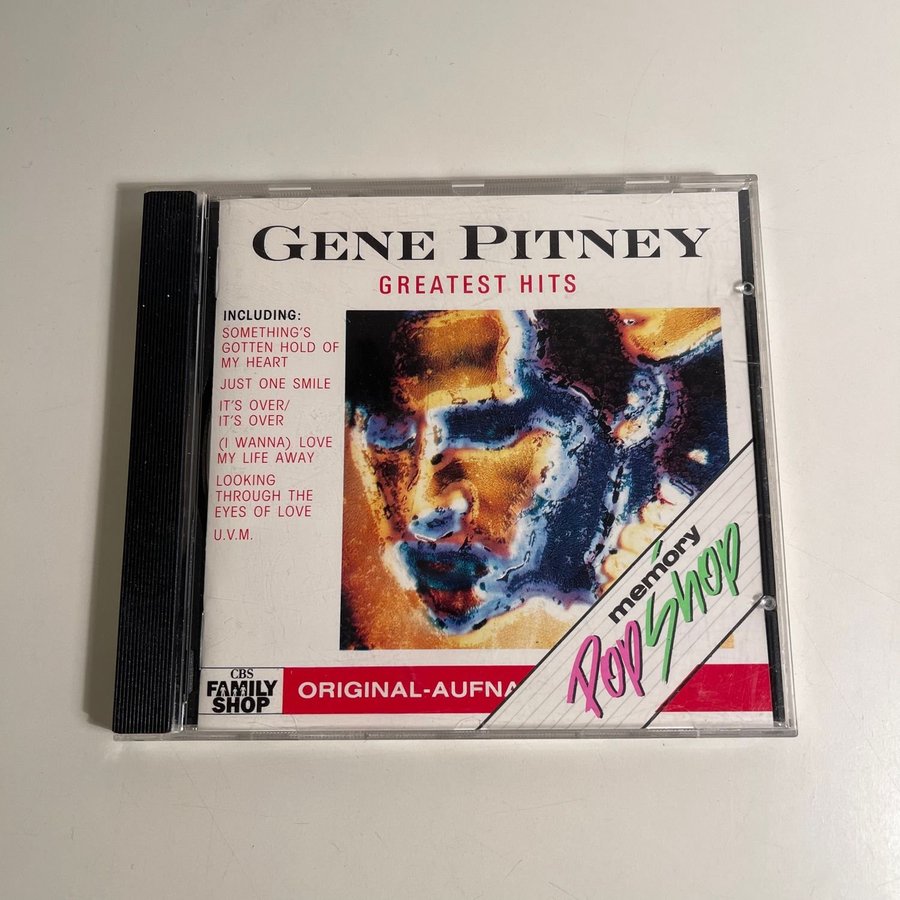 GENE PITNEY
GREATEST HITS
INCLUDING:
SOMETHING'S
GOTTEN HOLD OF
MY HEART
JUST ONE SMILE
IT'S OVER/
IT'S OVER
(I WANNA) LOVE
MY LIFE AWAY
LOOKING
THROUGH THE
EYES OF LOVE
U.V.M.
memory
Pop Shop
CBS
FAMILY
SHOP
ORIGINAL-AUFNA